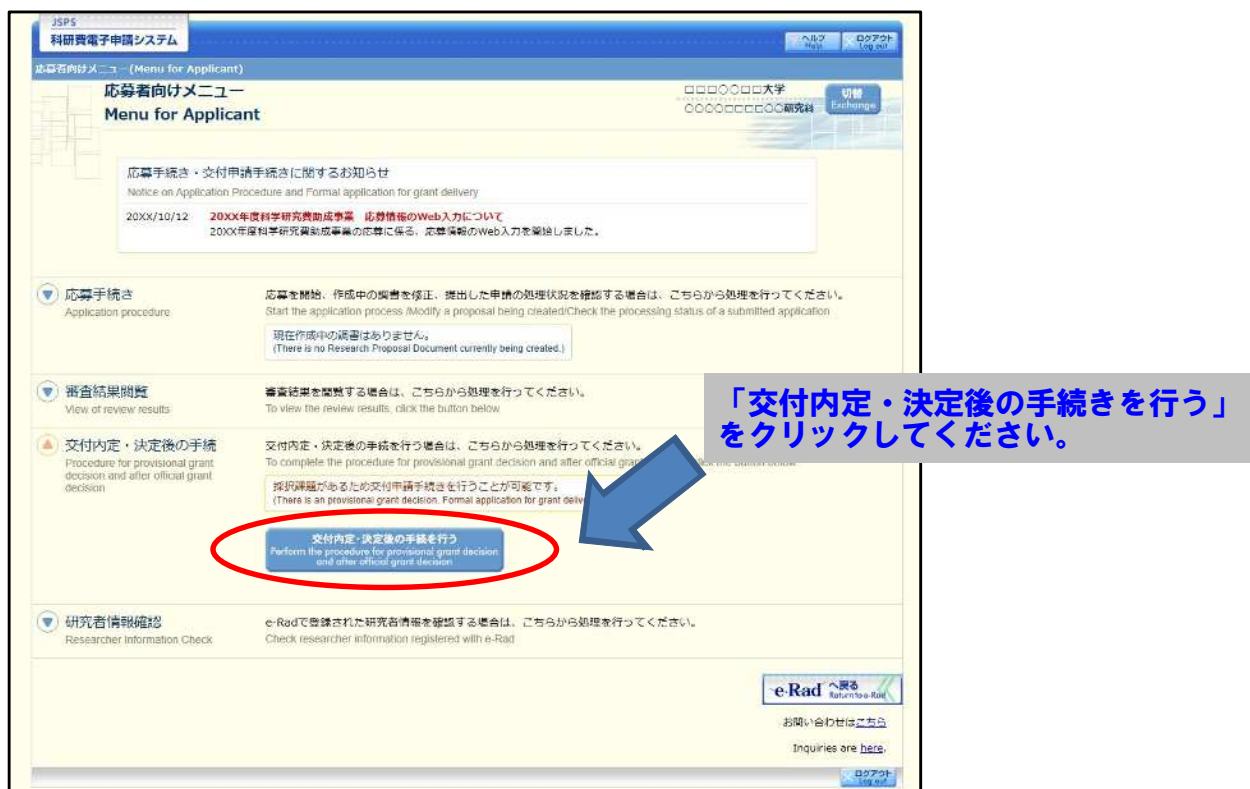 JSPS
科研費電子申請システム
ヘルプ
Help
ログアウト
Log out
応募者向けメニュー(Menu for Applicant)
応募者向けメニュー
Menu for Applicant
□□□○○□□大学
○○○○□□□□○○研究科
切替
Exchange
応募手続き・交付申請手続きに関するお知らせ
Notice on Application Procedure and Formal application for grant delivery
20XX/10/12 20XX年度科学研究費助成事業 応募情報のWeb入力について
20XX年度科学研究費助成事業の応募に係る、応募情報のWeb入力を開始しました。
応募手続き
Application procedure
応募を開始、作成中の調書を修正、提出した申請の処理状況を確認する場合は、こちらから処理を行ってください。
Start the application process /Modify a proposal being created/Check the processing status of a submitted application
現在作成中の調書はありません。
(There is no Research Proposal Document currently being created.)
審査結果閲覧
View of review results
審査結果を閲覧する場合は、こちらから処理を行ってください。
To view the review results, click the button below
「交付内定・決定後の手続きを行う」
をクリックしてください。
交付内定・決定後の手続
Procedure for provisional grant
decision and after official grant
decision
交付内定・決定後の手続を行う場合は、こちらから処理を行ってください。
To complete the procedure for provisional grant decision and after official gran
採択課題があるため交付申請手続きを行うことが可能です。
(There is an provisional grant decision. Formal application for grant deliv
交付内定・決定後の手続を行う
Perform the procedure for provisional grant decision
and after official grant decision
研究者情報確認
Researcher Information Check
e-Radで登録された研究者情報を確認する場合は、こちらから処理を行ってください。
Check researcher information registered with e-Rad
e-Rad へ戻る
Return to e-Rad
お問い合わせはこちら
Inquiries are here.
ログアウト
Log out